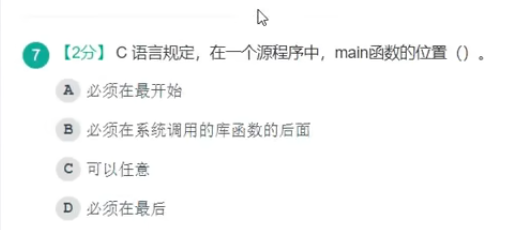 7 【2分】 C 语言规定，在一个源程序中，main函数的位置（）。
A 必须在最开始
B 必须在系统调用的库函数的后面
C 可以任意
D 必须在最后